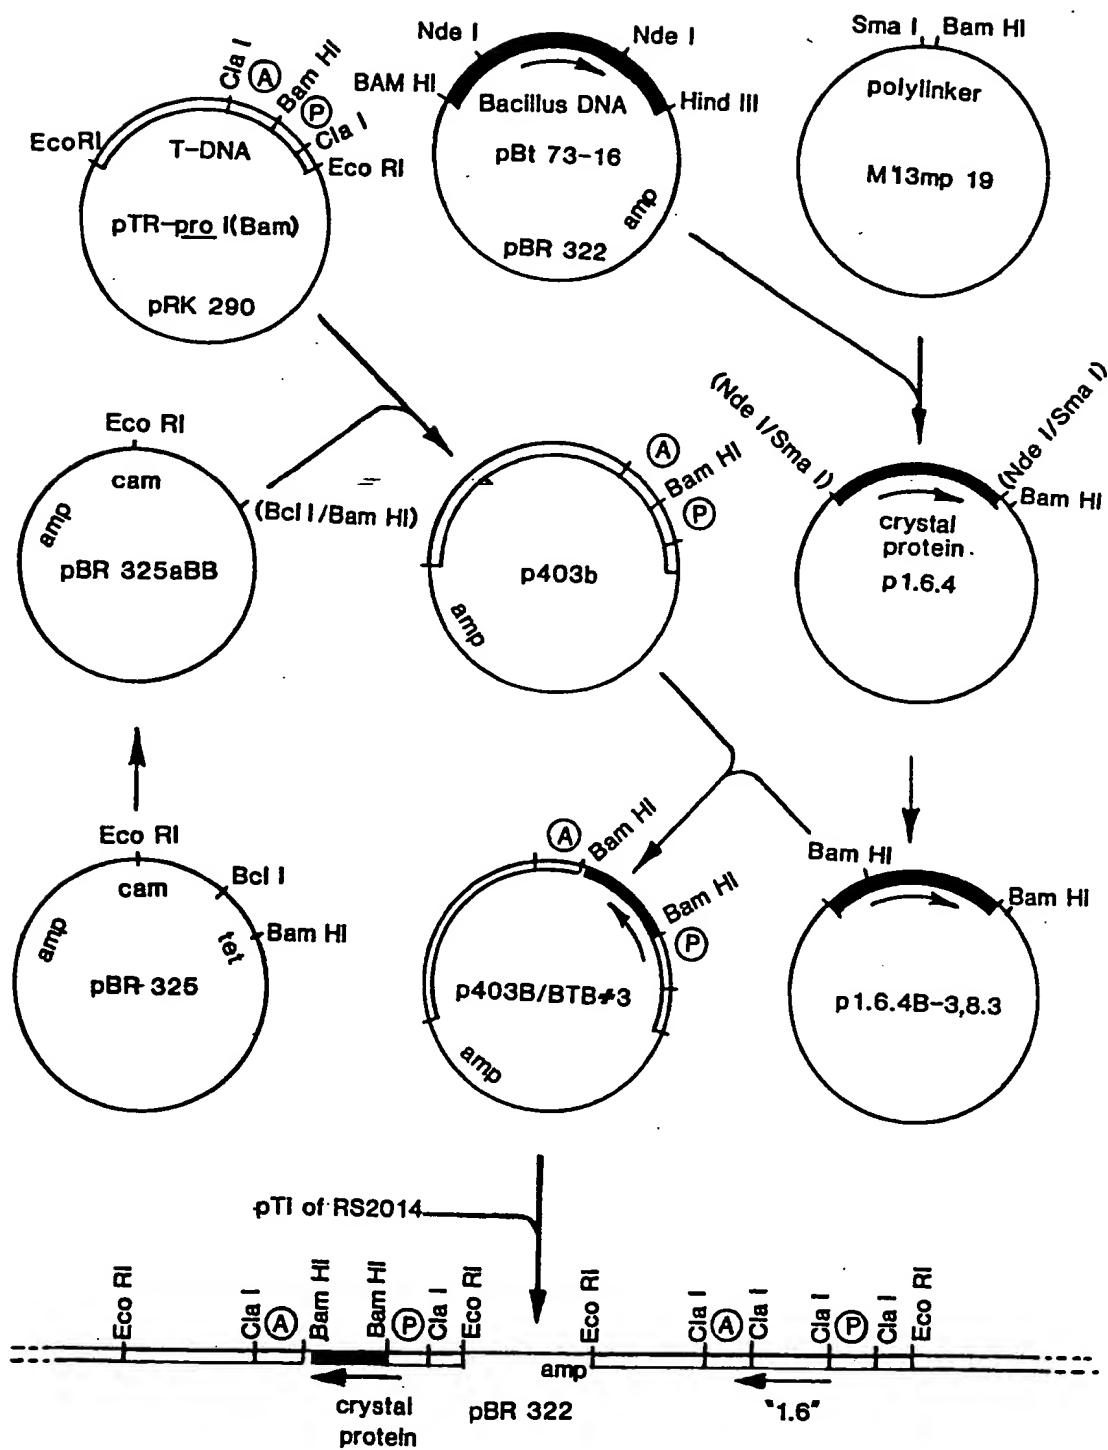 Cla I
A
Bam HI
P
Cla I
Eco RI
Eco RI
T-DNA
pTR-pro I(Bam)
pRK 290
Nde I
Nde I
BAM HI
Hind III
Bacillus DNA
pBt 73-16
amp
pBR 322
Sma I
Bam HI
polylinker
M13mp 19
Eco RI
cam
(Bcl I/Bam HI)
amp
pBR 325aBB
A
Bam HI
P
p403b
amp
(Nde I/Sma I)
(Nde I/Sma I)
Bam HI
crystal
protein
p1.6.4
Eco RI
cam
Bcl I
Bam HI
amp
tet
pBR-325
A
Bam HI
Bam HI
P
p403B/BTB#3
amp
Bam HI
Bam HI
p1.6.4B-3,8.3
pTi of RS2014
Eco RI
Cla I
A
Bam HI
Bam HI
P
Cla I
Eco RI
Eco RI
Cla I
A
Cla I
Cla I
P
Cla I
Eco RI
amp
crystal
protein
pBR 322
"1.6"